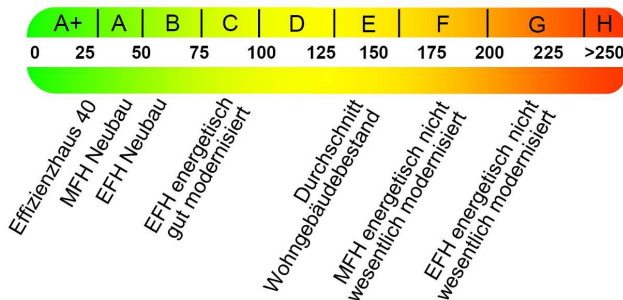 A+ A B C D E F G H
0 25 50 75 100 125 150 175 200 225 >250
Effizienzhaus 40
MFH Neubau
EFH Neubau
EFH energetisch
gut modernisiert
Durchschnitt
Wohngebäudebestand
MFH energetisch nicht
wesentlich modernisiert
EFH energetisch nicht
wesentlich modernisiert